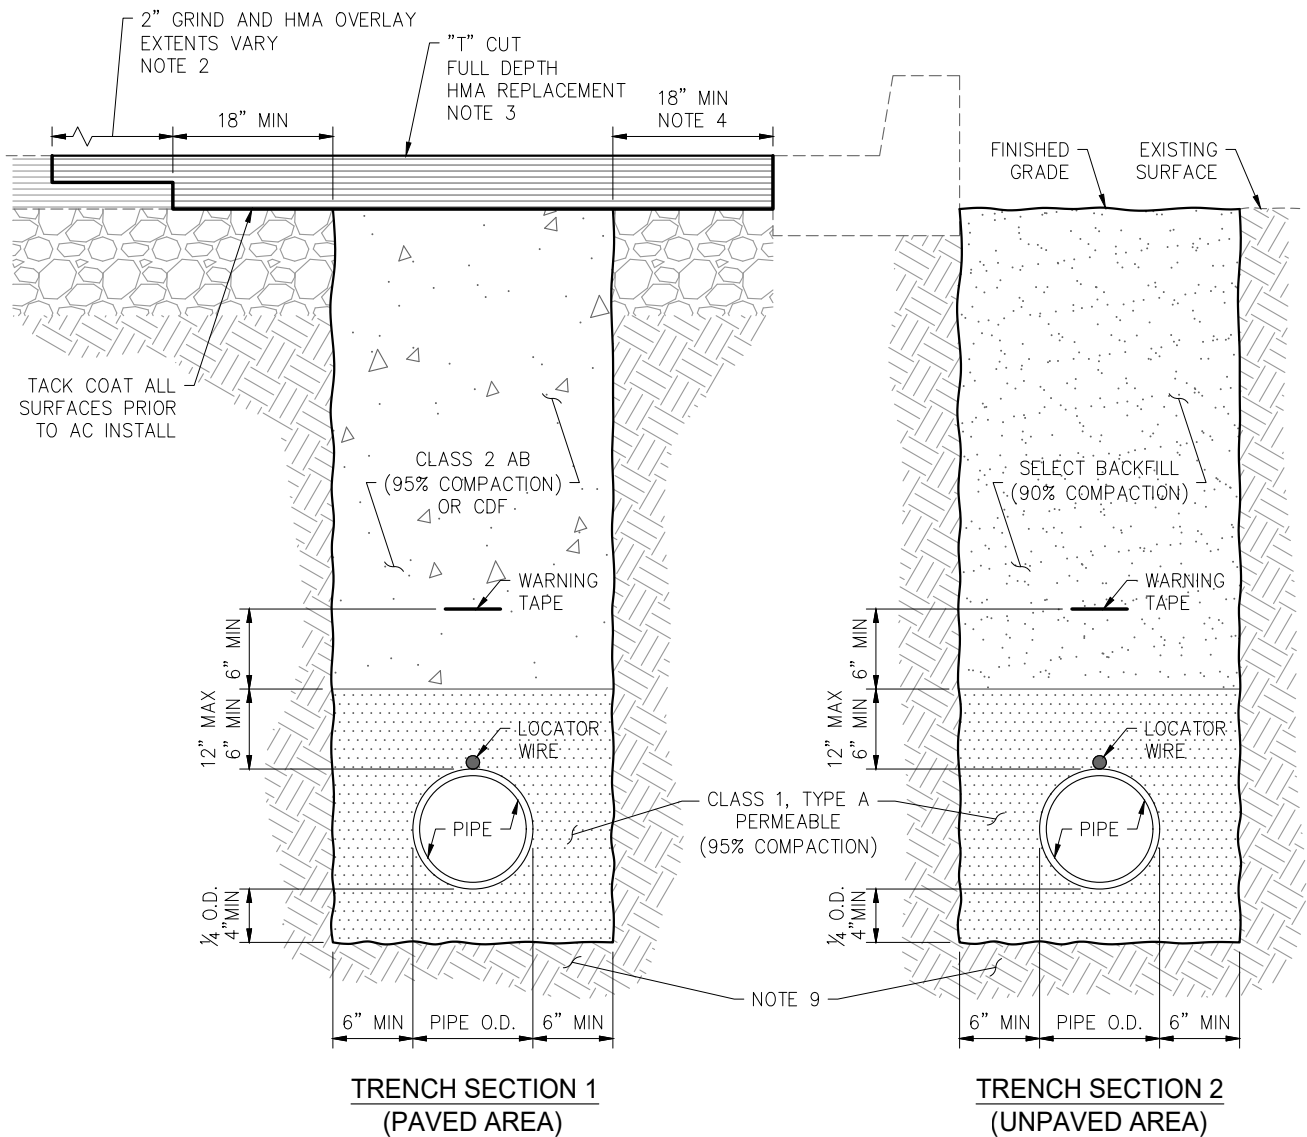 2” GRIND AND HMA OVERLAY
EXTENTS VARY
NOTE 2
"T" CUT
FULL DEPTH
HMA REPLACEMENT
NOTE 3
18” MIN
18” MIN
NOTE 4
FINISHED
GRADE
EXISTING
SURFACE
TACK COAT ALL
SURFACES PRIOR
TO AC INSTALL
CLASS 2 AB
(95% COMPACTION)
OR CDF
SELECT BACKFILL
(90% COMPACTION)
WARNING
TAPE
WARNING
TAPE
6” MIN
6” MIN
12” MAX
6” MIN
12” MAX
6” MIN
LOCATOR
WIRE
LOCATOR
WIRE
PIPE
PIPE
CLASS 1, TYPE A
PERMEABLE
(95% COMPACTION)
¼ O.D.
4”MIN
¼ O.D.
4”MIN
NOTE 9
6” MIN
PIPE O.D.
6” MIN
6” MIN
PIPE O.D.
6” MIN
TRENCH SECTION 1
(PAVED AREA)
TRENCH SECTION 2
(UNPAVED AREA)